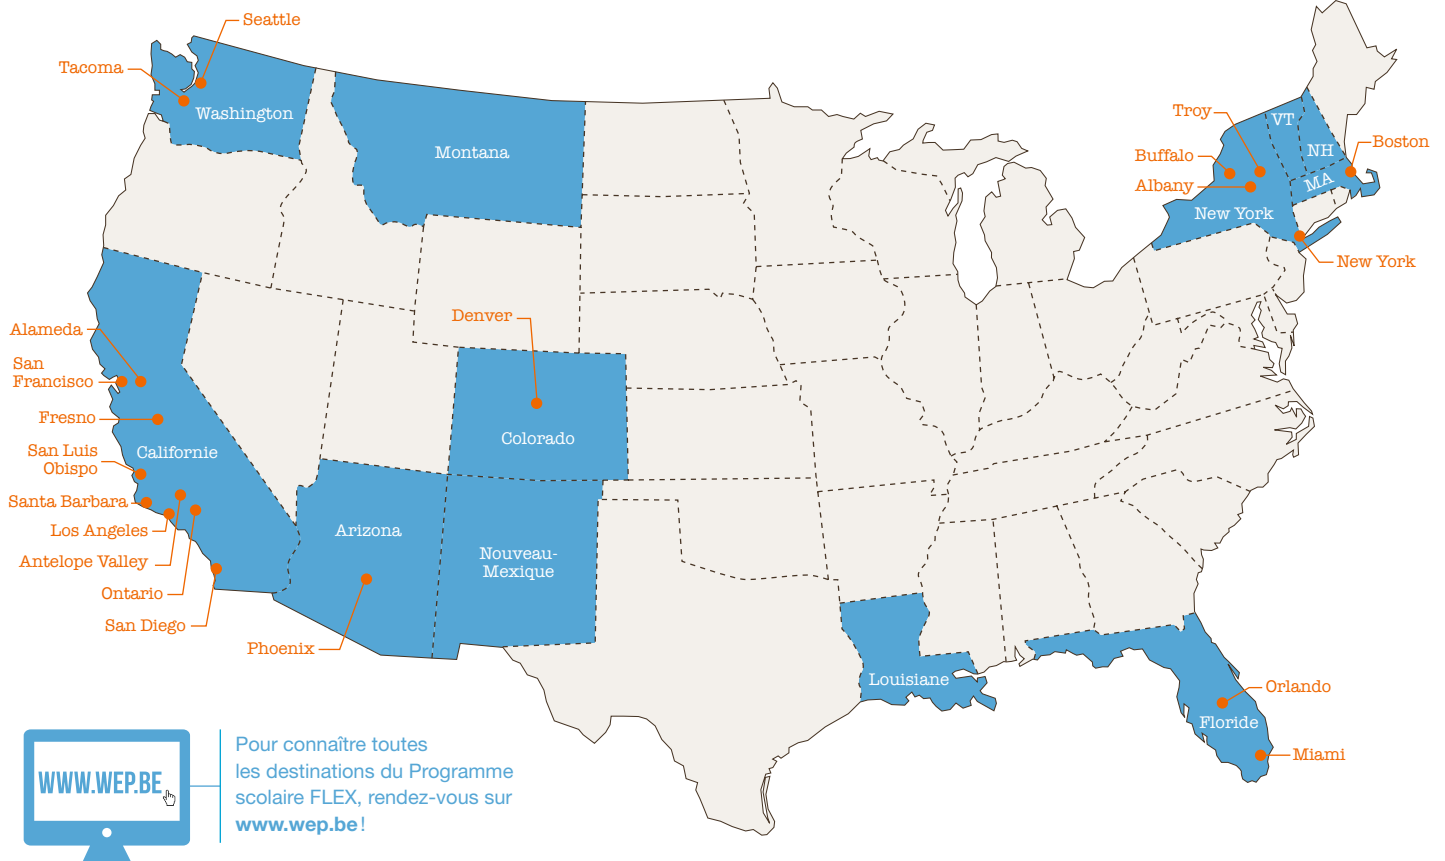 Seattle
Tacoma
Washington
Montana
Troy
VT
Boston
Buffalo
NH
Albany
MA
New York
New York
Denver
Alameda
San
Francisco
Fresno
Colorado
Californie
San Luis
Obispo
Santa Barbara
Los Angeles
Arizona
Antelope Valley
Nouveau-
Mexique
Ontario
San Diego
Phoenix
Louisiane
Orlando
Floride
Miami
WWW.WEP.BE
Pour connaître toutes
les destinations du Programme
scolaire FLEX, rendez-vous sur
www.wep.be !